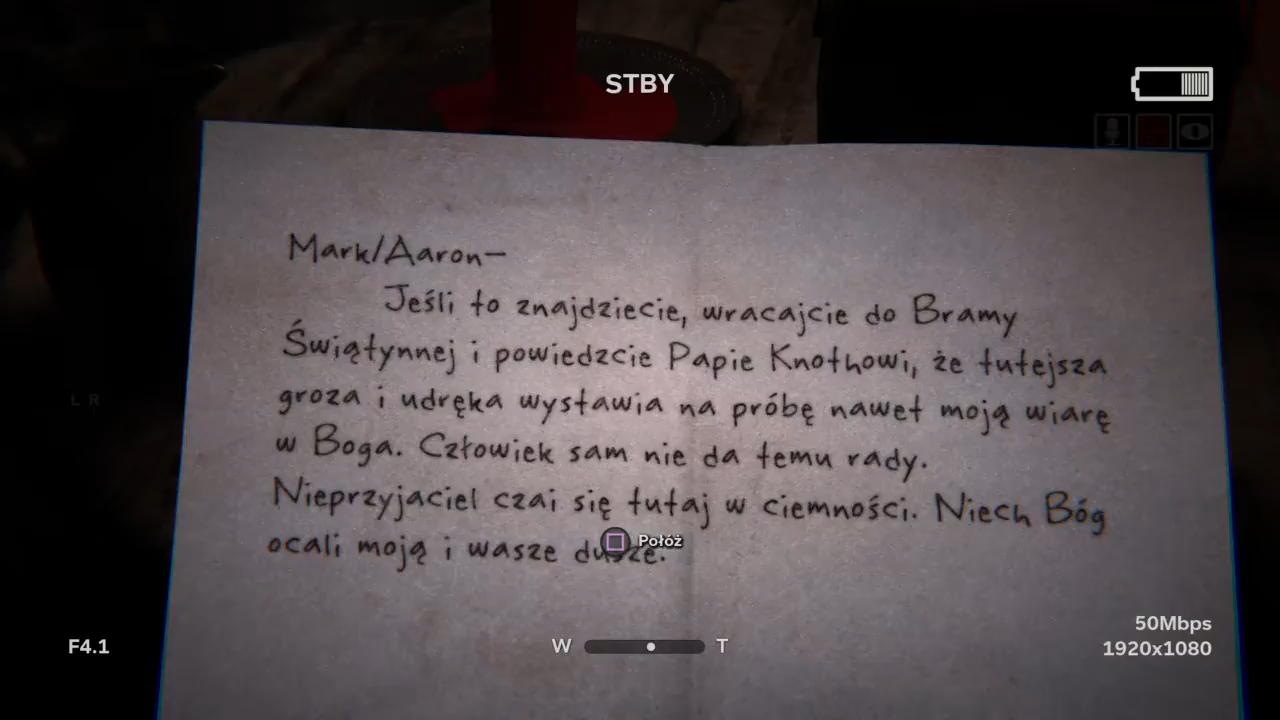 STBY
Mark/Aaron—
Jeśli to znajdziecie, wracajcie do Bramy
Świątynnej i powiedzcie Papie Knothowi, że tutejsza
groza i udręka wystawia na próbę nawet moją wiarę
w Boga. Człowiek sam nie da temu rady.
Nieprzyjaciel czai się tutaj w ciemności. Niech Bóg
ocali moją i wasze dusze.
Połóż
L R
F4.1
W T
50Mbps
1920x1080